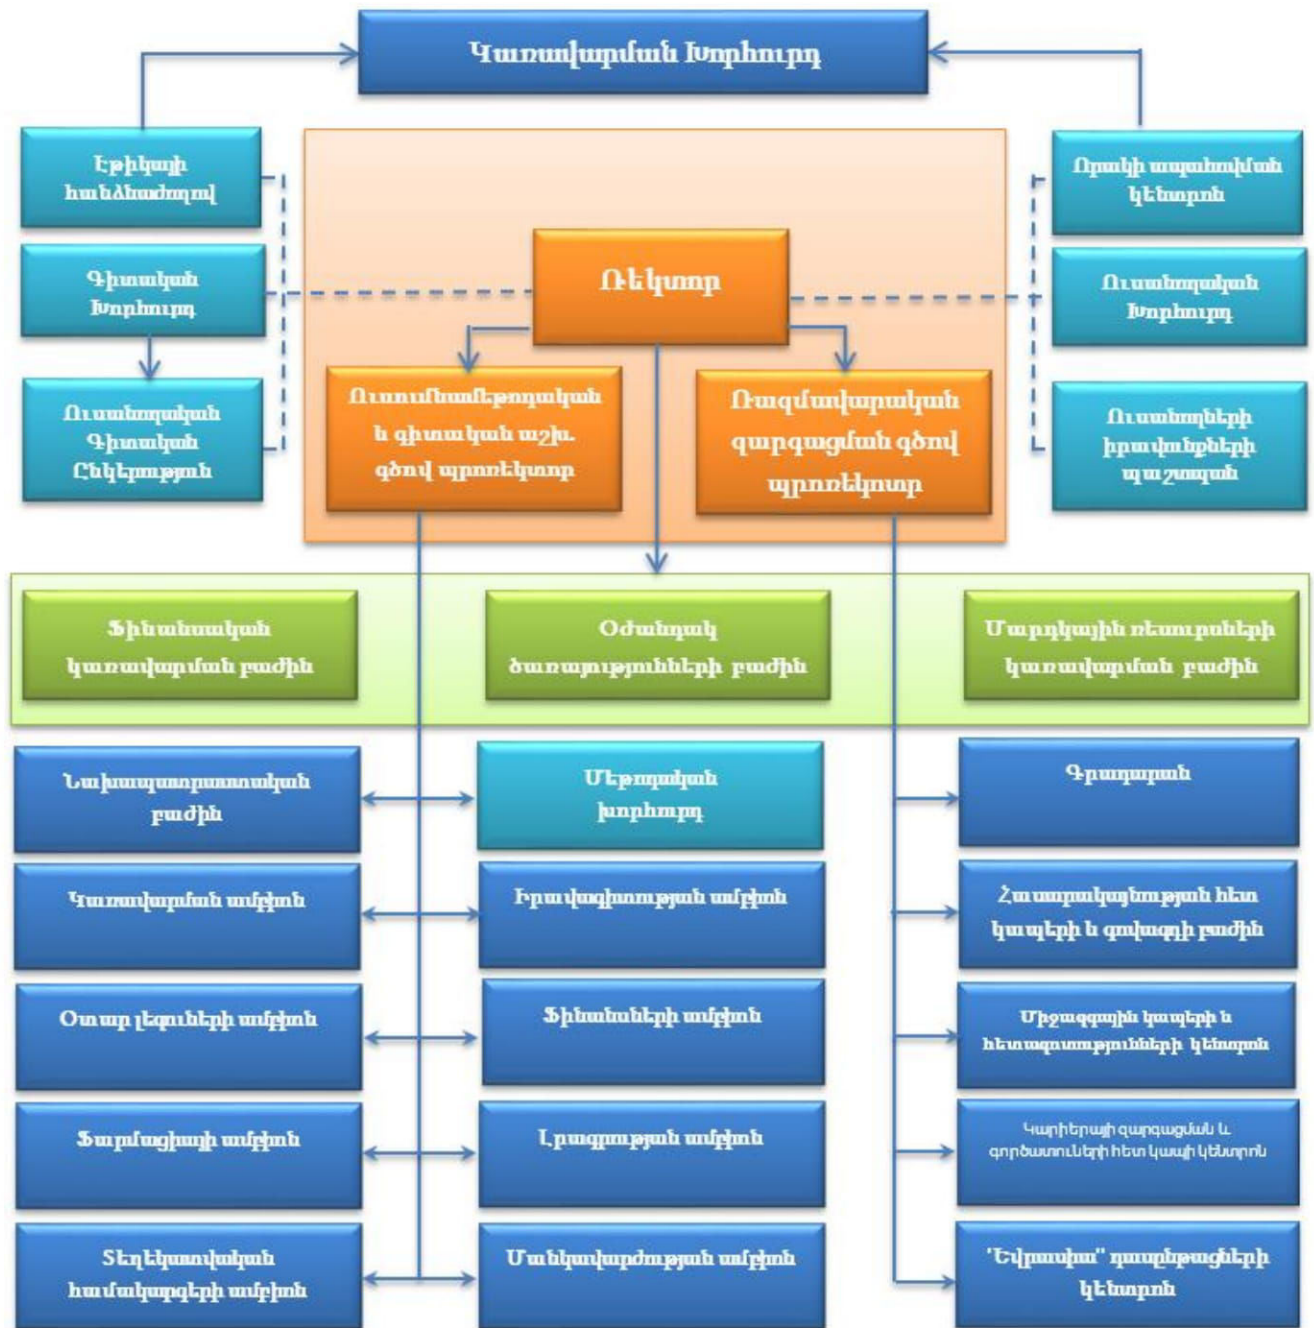 Կառավարման Խորհուրդ
Էթիկայի
հանձնաժողով
Որակի ապահովման
կենտրոն
Գիտական
Խորհուրդ
Ռեկտոր
Ուսանողական
Խորհուրդ
Ուսանողական
Գիտական
Ընկերություն
Ուսումնամեթոդական
և գիտական աշխ.
գծով պրոռեկտոր
Ռազմավարական
զարգացման գծով
պրոռեկոտր
Ուսանողների
իրավունքների
պաշտպան
Ֆինանսական
կառավարման բաժին
Օժանդակ
ծառայությունների բաժին
Մարդկային ռեսուրսների
կառավարման բաժին
Նախապատրաստական
բաժին
Մեթոդական
խորհուրդ
Գրադարան
Կառավարման ամբիոն
Իրավագիտության ամբիոն
Հասարակայնության հետ
կապերի և գովազդի բաժին
Օտար լեզուների ամբիոն
Ֆինանսների ամբիոն
Միջազգային կապերի և
հետազոտությունների կենտրոն
Ֆարմացիայի ամբիոն
Լրագրության ամբիոն
Կարիերայի զարգացման և
գործատուների հետ կապի կենտրոն
Տեղեկատվական
համակարգերի ամբիոն
Մանկավարժության ամբիոն
"Եվրասիա" դասընթացների
կենտրոն